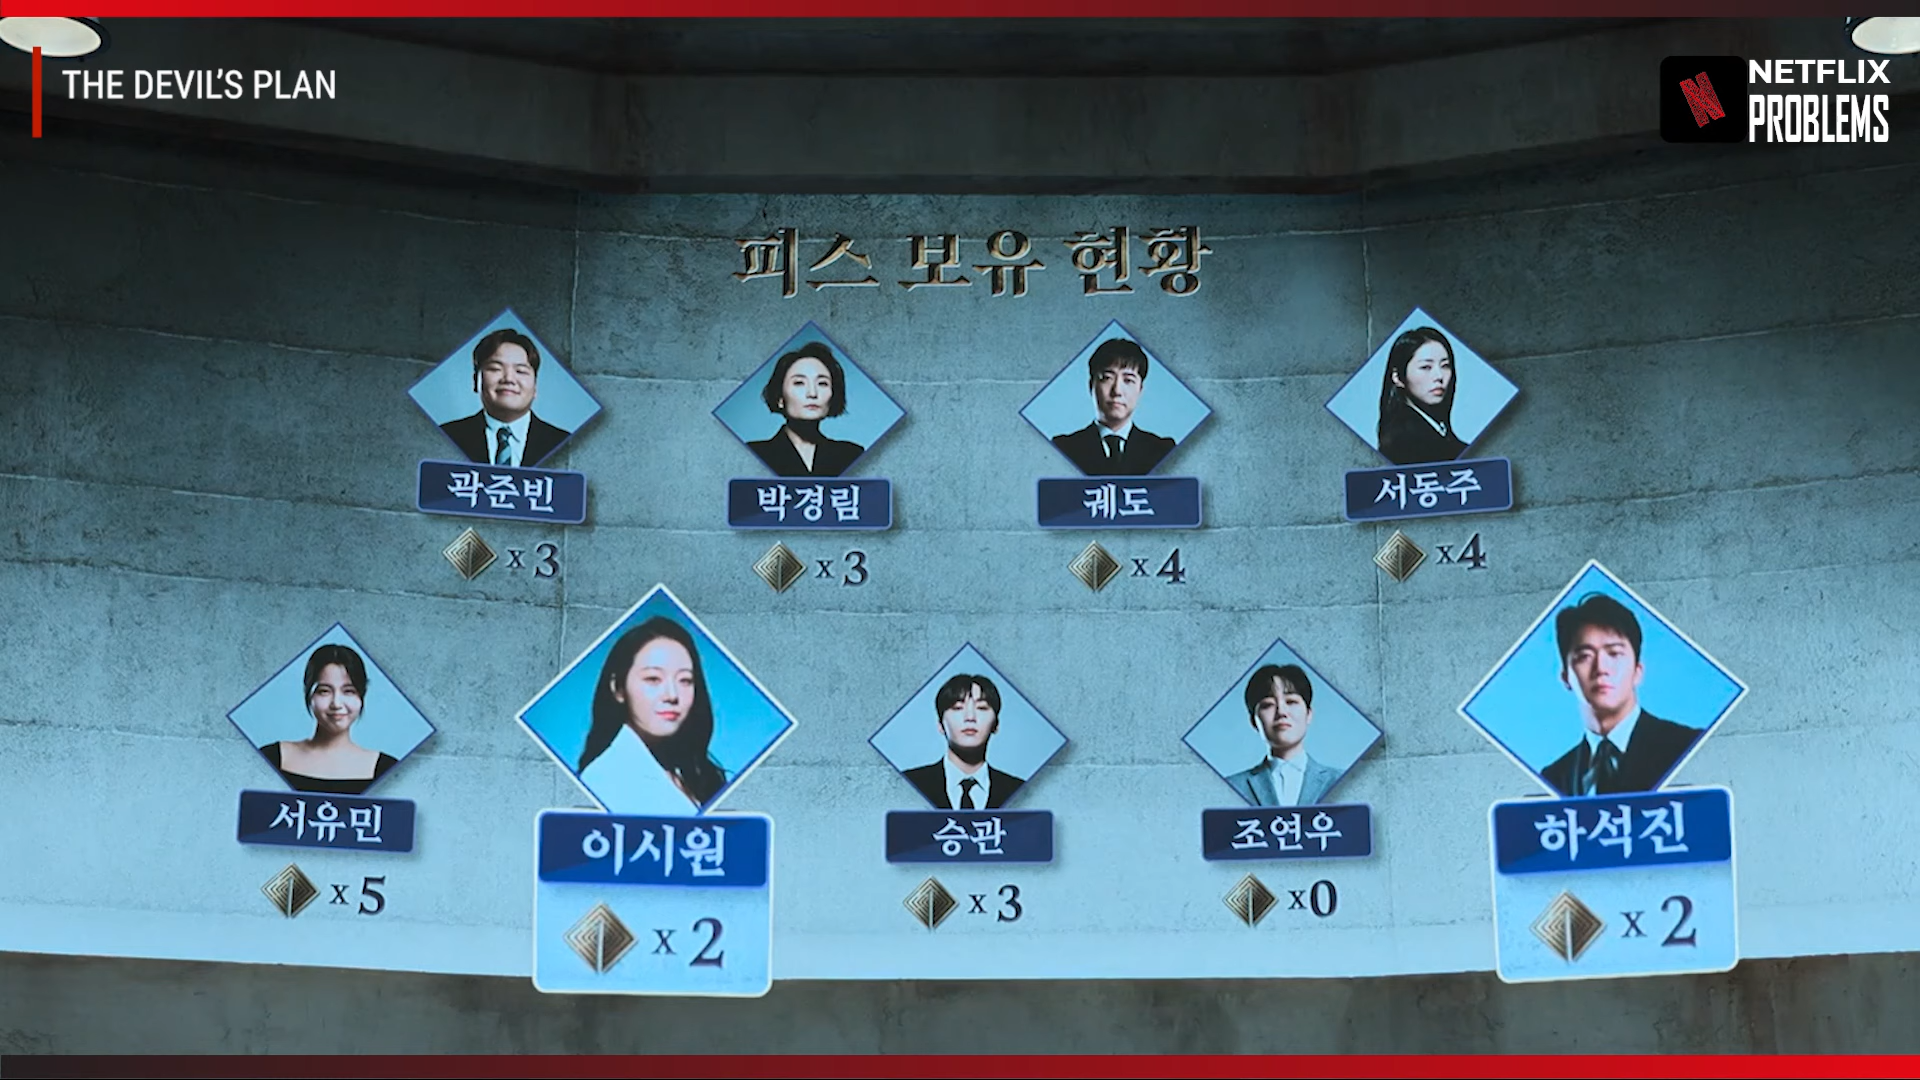 THE DEVIL'S PLAN
NETFLIX
PROBLEMS
피스 보유 현황
곽준빈
박경림
궤도
서동주
x3
x3
x4
x4
서유민
이시원
승관
조연우
하석진
x5
x2
x3
x0
x2